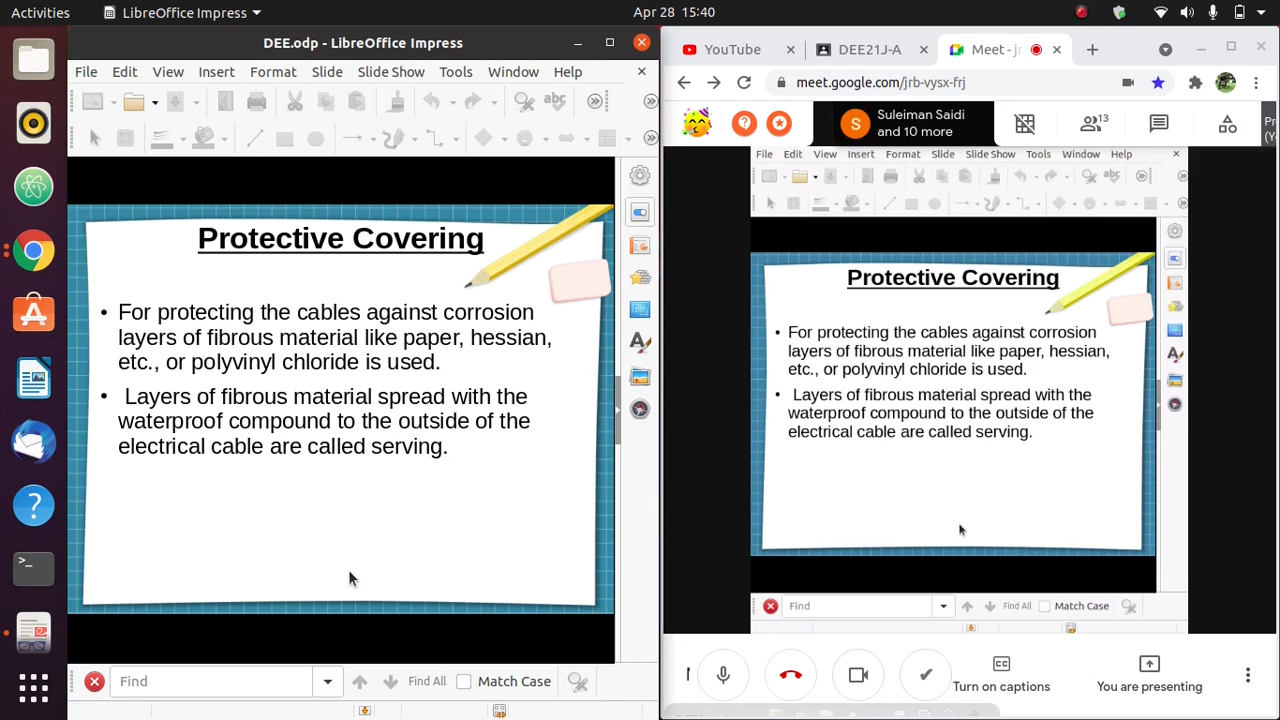 Activities
LibreOffice Impress
Apr 28 15:40
DEE.odp - LibreOffice Impress
File Edit View Insert Format Slide Slide Show Tools Window Help
abc
Protective Covering
• For protecting the cables against corrosion
layers of fibrous material like paper, hessian,
etc., or polyvinyl chloride is used.
• Layers of fibrous material spread with the
waterproof compound to the outside of the
electrical cable are called serving.
Find
Find All
Match Case
YouTube
DEE21J-A
Meet - j
meet.google.com/jrb-vysx-frj
S
Suleiman Saidi
and 10 more
13
File Edit View Insert Format Slide Slide Show Tools Window Help
abc
Protective Covering
• For protecting the cables against corrosion
layers of fibrous material like paper, hessian,
etc., or polyvinyl chloride is used.
• Layers of fibrous material spread with the
waterproof compound to the outside of the
electrical cable are called serving.
Find
Find All
Match Case
Turn on captions
You are presenting